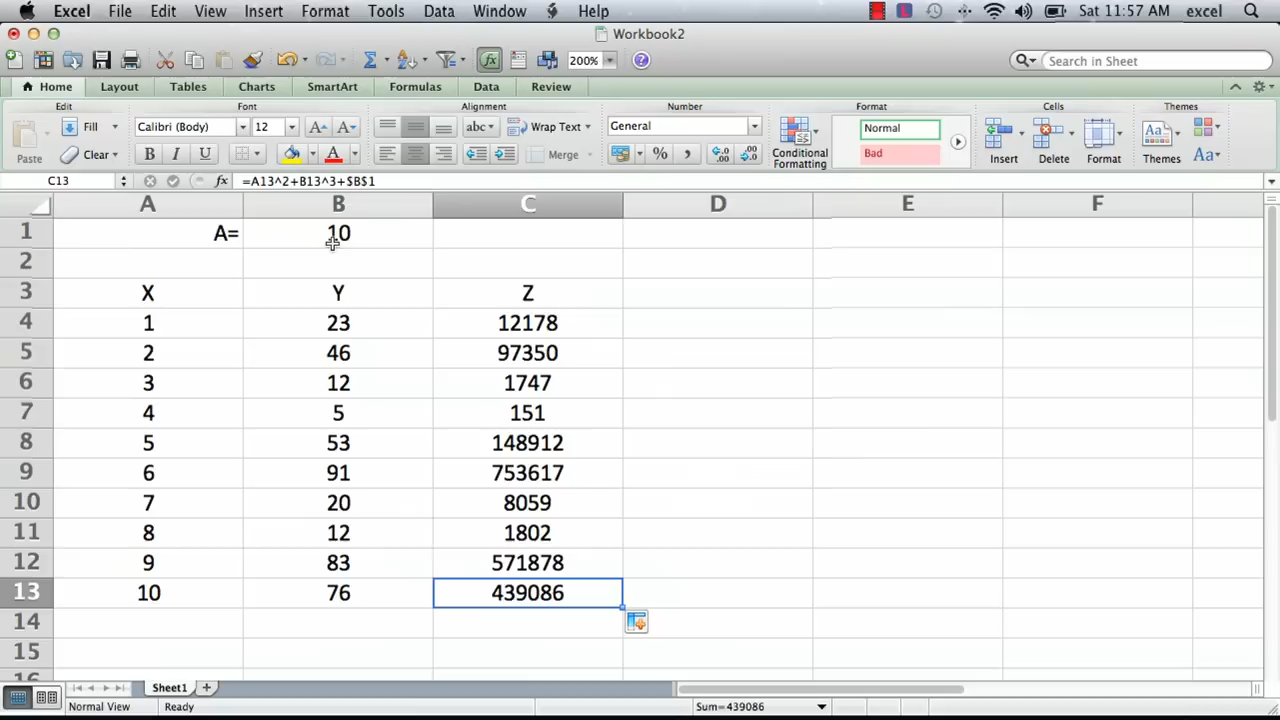 Excel File Edit View Insert Format Tools Data Window Help Sat 11:57 AM excel
Workbook2
200% Search in Sheet
Home Layout Tables Charts SmartArt Formulas Data Review
Edit Font Alignment Number Format Cells Themes
Paste Fill Calibri (Body) 12 A A abc Wrap Text General Conditional Formatting Normal Insert Delete Format Themes Aa
Clear B I U A Merge % , Bad
C13 fx =A13^2+B13^3+$B$1
A B C D E F
1 A= 10
2
3 X Y Z
4 1 23 12178
5 2 46 97350
6 3 12 1747
7 4 5 151
8 5 53 148912
9 6 91 753617
10 7 20 8059
11 8 12 1802
12 9 83 571878
13 10 76 439086
14
15
16
Sheet1
Normal View Ready Sum=439086